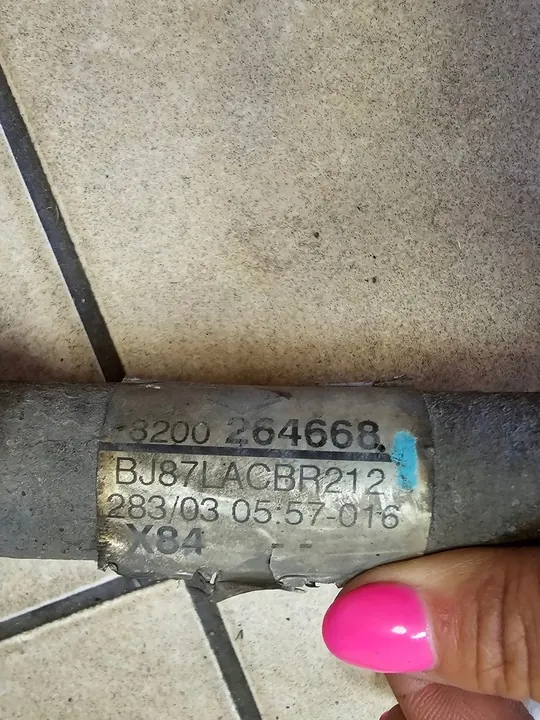 8200 264668.
BJ87LACBR212
283/03 05:57-016
X84 - -